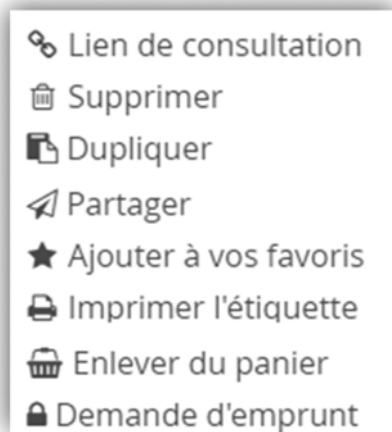 Lien de consultation
Supprimer
Dupliquer
Partager
Ajouter à vos favoris
Imprimer l'étiquette
Enlever du panier
Demande d'emprunt